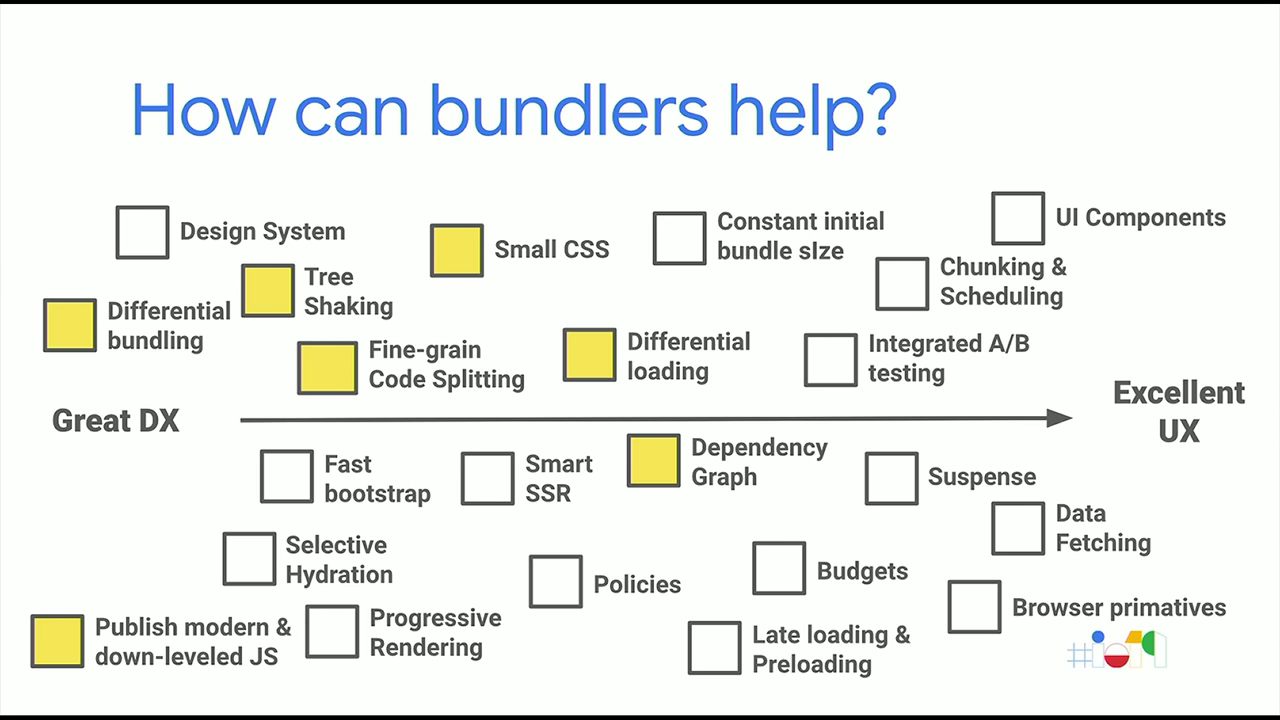 How can bundlers help?
Design System
Small CSS
Constant initial
bundle sIze
UI Components
Tree
Shaking
Chunking &
Scheduling
Differential
bundling
Fine-grain
Code Splitting
Differential
loading
Integrated A/B
testing
Great DX
Excellent
UX
Fast
bootstrap
Smart
SSR
Dependency
Graph
Suspense
Data
Fetching
Selective
Hydration
Policies
Budgets
Browser primatives
Publish modern &
down-leveled JS
Progressive
Rendering
Late loading &
Preloading
#io19